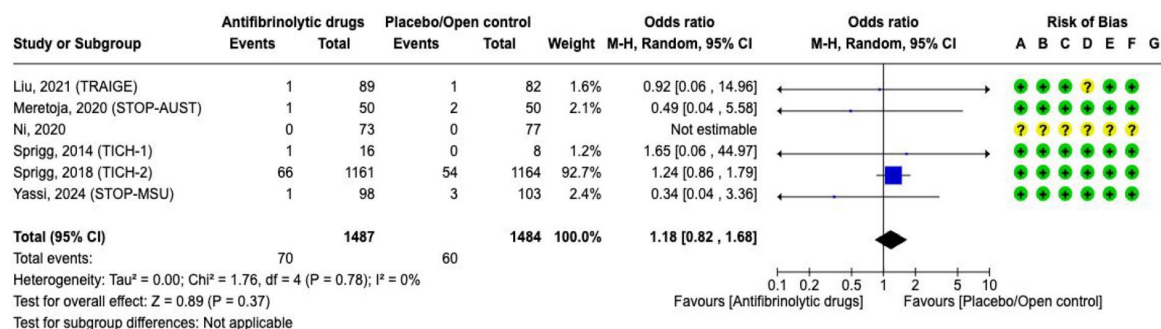 Antifibrinolytic drugs Placebo/Open control Odds ratio Odds ratio Risk of Bias
Study or Subgroup Events Total Events Total Weight M-H, Random, 95% CI M-H, Random, 95% CI A B C D E F G
Liu, 2021 (TRAIGE) 1 89 1 82 1.6% 0.92 [0.06 , 14.96] + + + ? + +
Meretoja, 2020 (STOP-AUST) 1 50 2 50 2.1% 0.49 [0.04 , 5.58] + + + + + +
Ni, 2020 0 73 0 77 Not estimable ? ? ? ? ? ?
Sprigg, 2014 (TICH-1) 1 16 0 8 1.2% 1.65 [0.06 , 44.97] + + + + + +
Sprigg, 2018 (TICH-2) 66 1161 54 1164 92.7% 1.24 [0.86 , 1.79] + + + + + +
Yassi, 2024 (STOP-MSU) 1 98 3 103 2.4% 0.34 [0.04 , 3.36] + + + + + +
Total (95% CI) 1487 1484 100.0% 1.18 [0.82 , 1.68]
Total events: 70 60
Heterogeneity: Tau² = 0.00; Chi² = 1.76, df = 4 (P = 0.78); I² = 0%
0.1 0.2 0.5 1 2 5 10
Test for overall effect: Z = 0.89 (P = 0.37) Favours [Antifibrinolytic drugs] Favours [Placebo/Open control]
Test for subgroup differences: Not applicable